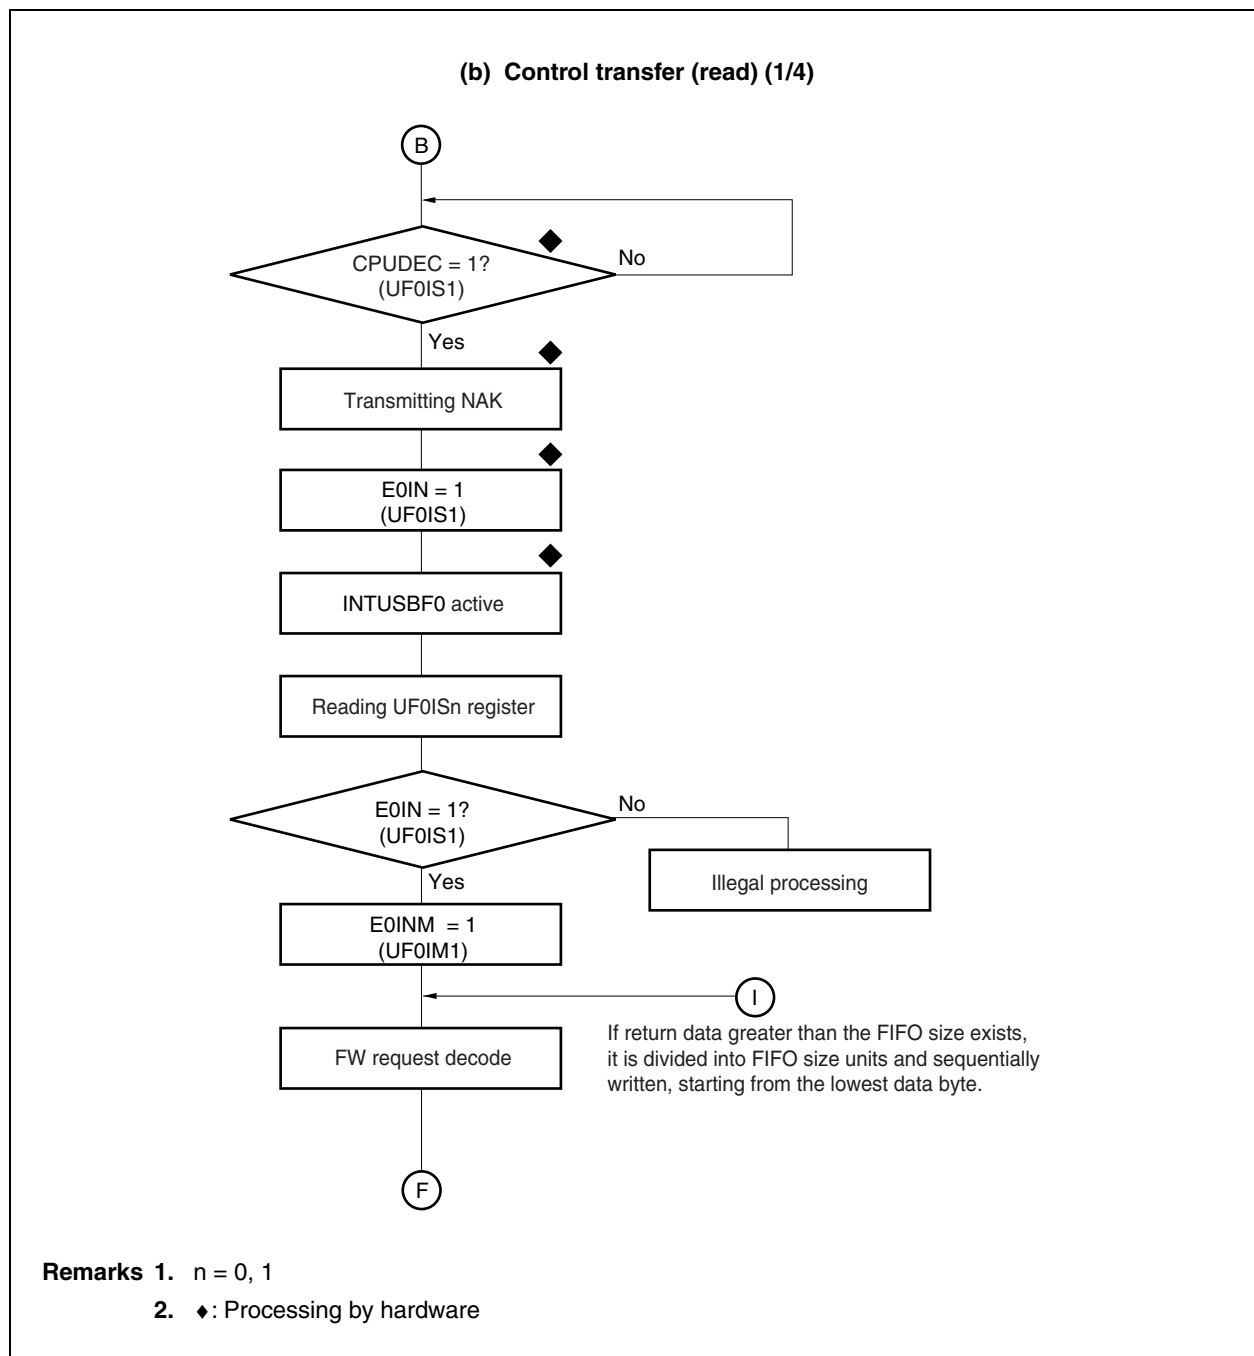 (b) Control transfer (read) (1/4)
B
CPUDEC = 1?
(UF0IS1)
No
Yes
Transmitting NAK
E0IN = 1
(UF0IS1)
INTUSBF0 active
Reading UF0ISn register
E0IN = 1?
(UF0IS1)
No
Illegal processing
Yes
E0INM = 1
(UF0IM1)
I
If return data greater than the FIFO size exists,
it is divided into FIFO size units and sequentially
written, starting from the lowest data byte.
FW request decode
F
Remarks 1. n = 0, 1
2. ♦: Processing by hardware